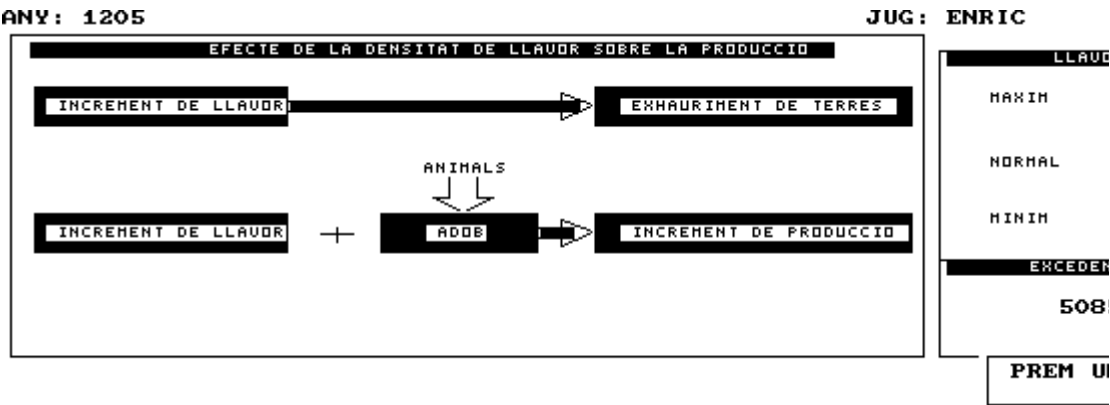 ANY: 1205
JUG: ENRIC
EFECTE DE LA DENSITAT DE LLAVOR SOBRE LA PRODUCCIO
INCREMENT DE LLAVOR
EXHAURIMENT DE TERRES
ANIMALS
INCREMENT DE LLAVOR + ADOB INCREMENT DE PRODUCCIO
MAXIM
NORMAL
MINIM
PREM